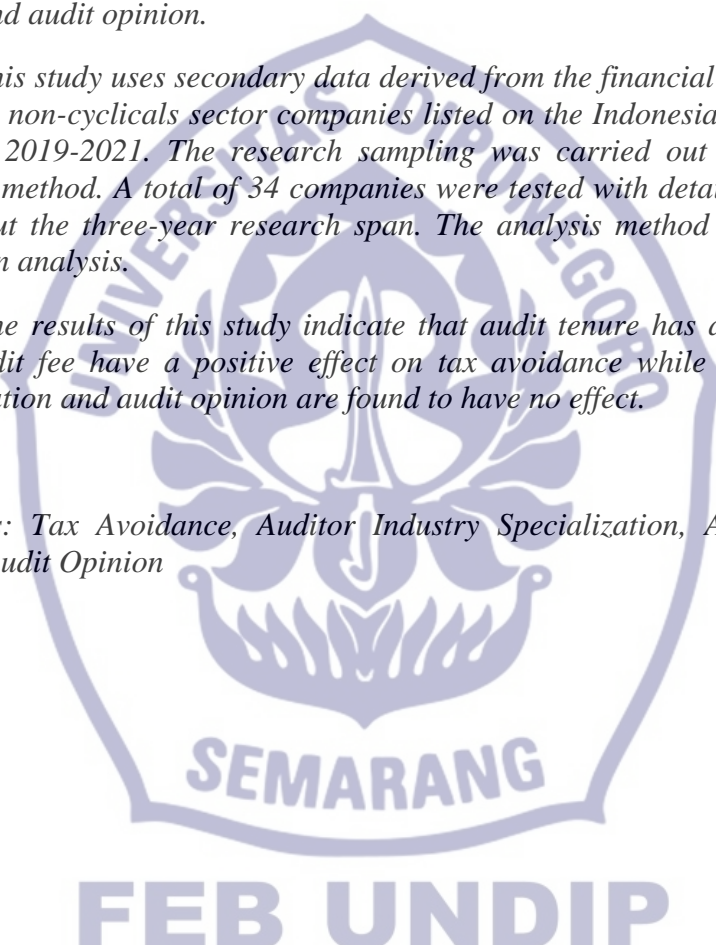 nd audit opinion.
his study uses secondary data derived from the financial
non-cyclicals sector companies listed on the Indonesia
2019-2021. The research sampling was carried out
method. A total of 34 companies were tested with deta
ut the three-year research span. The analysis method
n analysis.
he results of this study indicate that audit tenure has a
dit fee have a positive effect on tax avoidance while
ation and audit opinion are found to have no effect.
: Tax Avoidance, Auditor Industry Specialization, A
udit Opinion
UNIVERSITAS DIPONEGORO
SEMARANG
FEB UNDIP